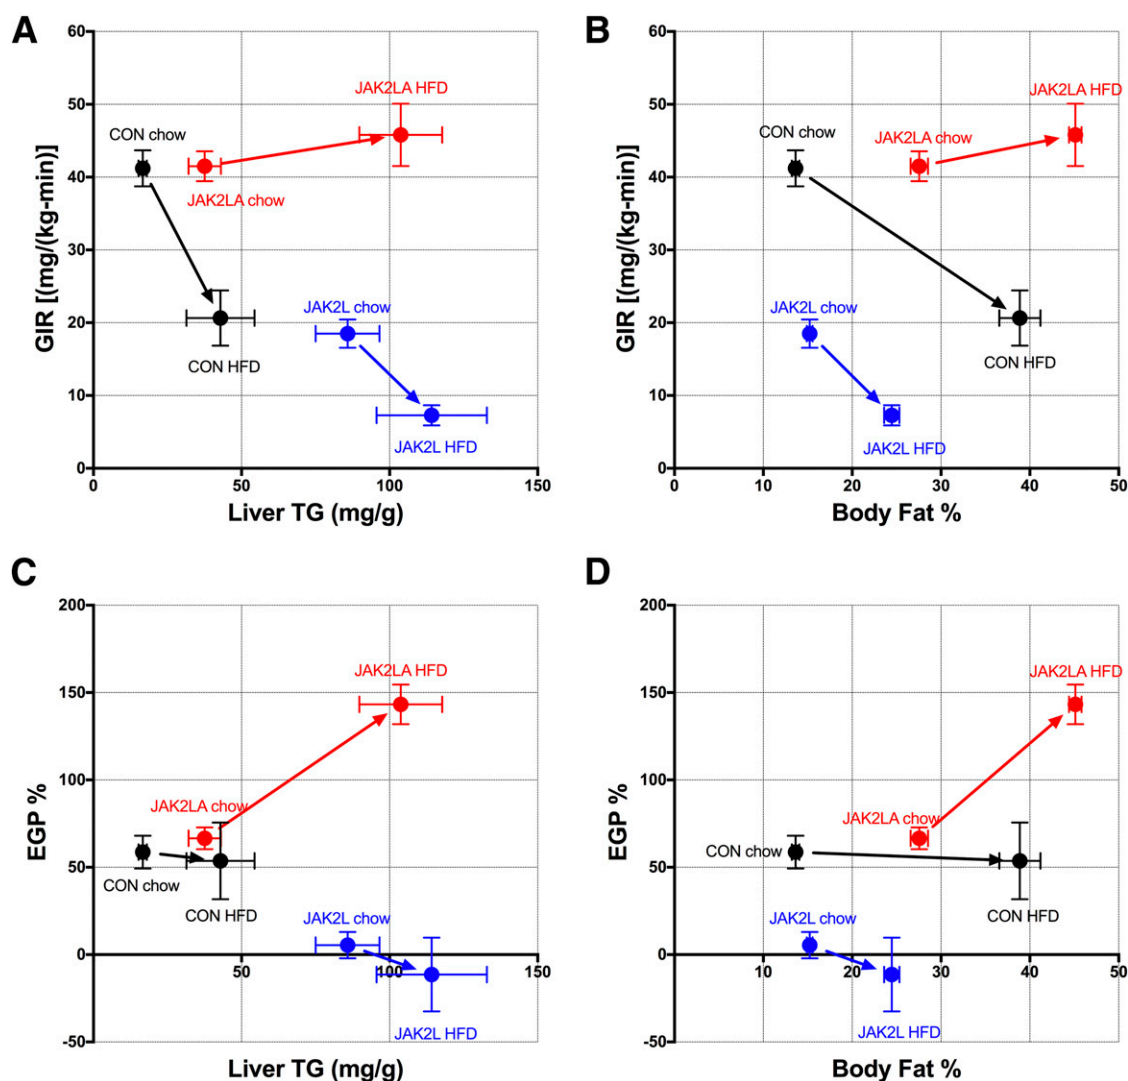 A
60
50
40
30
20
10
0
GIR [(mg/(kg-min)]
JAK2LA HFD
CON chow
JAK2LA chow
JAK2L chow
CON HFD
JAK2L HFD
0 50 100 150
Liver TG (mg/g)
B
60
50
40
30
20
10
0
GIR [(mg/(kg-min)]
JAK2LA HFD
CON chow
JAK2LA chow
JAK2L chow
CON HFD
JAK2L HFD
0 10 20 30 40 50
Body Fat %
C
200
150
100
50
0
-50
EGP %
JAK2LA HFD
JAK2LA chow
CON chow
CON HFD
JAK2L chow
50 100 150
JAK2L HFD
Liver TG (mg/g)
D
200
150
100
50
0
-50
EGP %
JAK2LA HFD
JAK2LA chow
CON chow
CON HFD
JAK2L chow
10 20 30 40 50
JAK2L HFD
Body Fat %